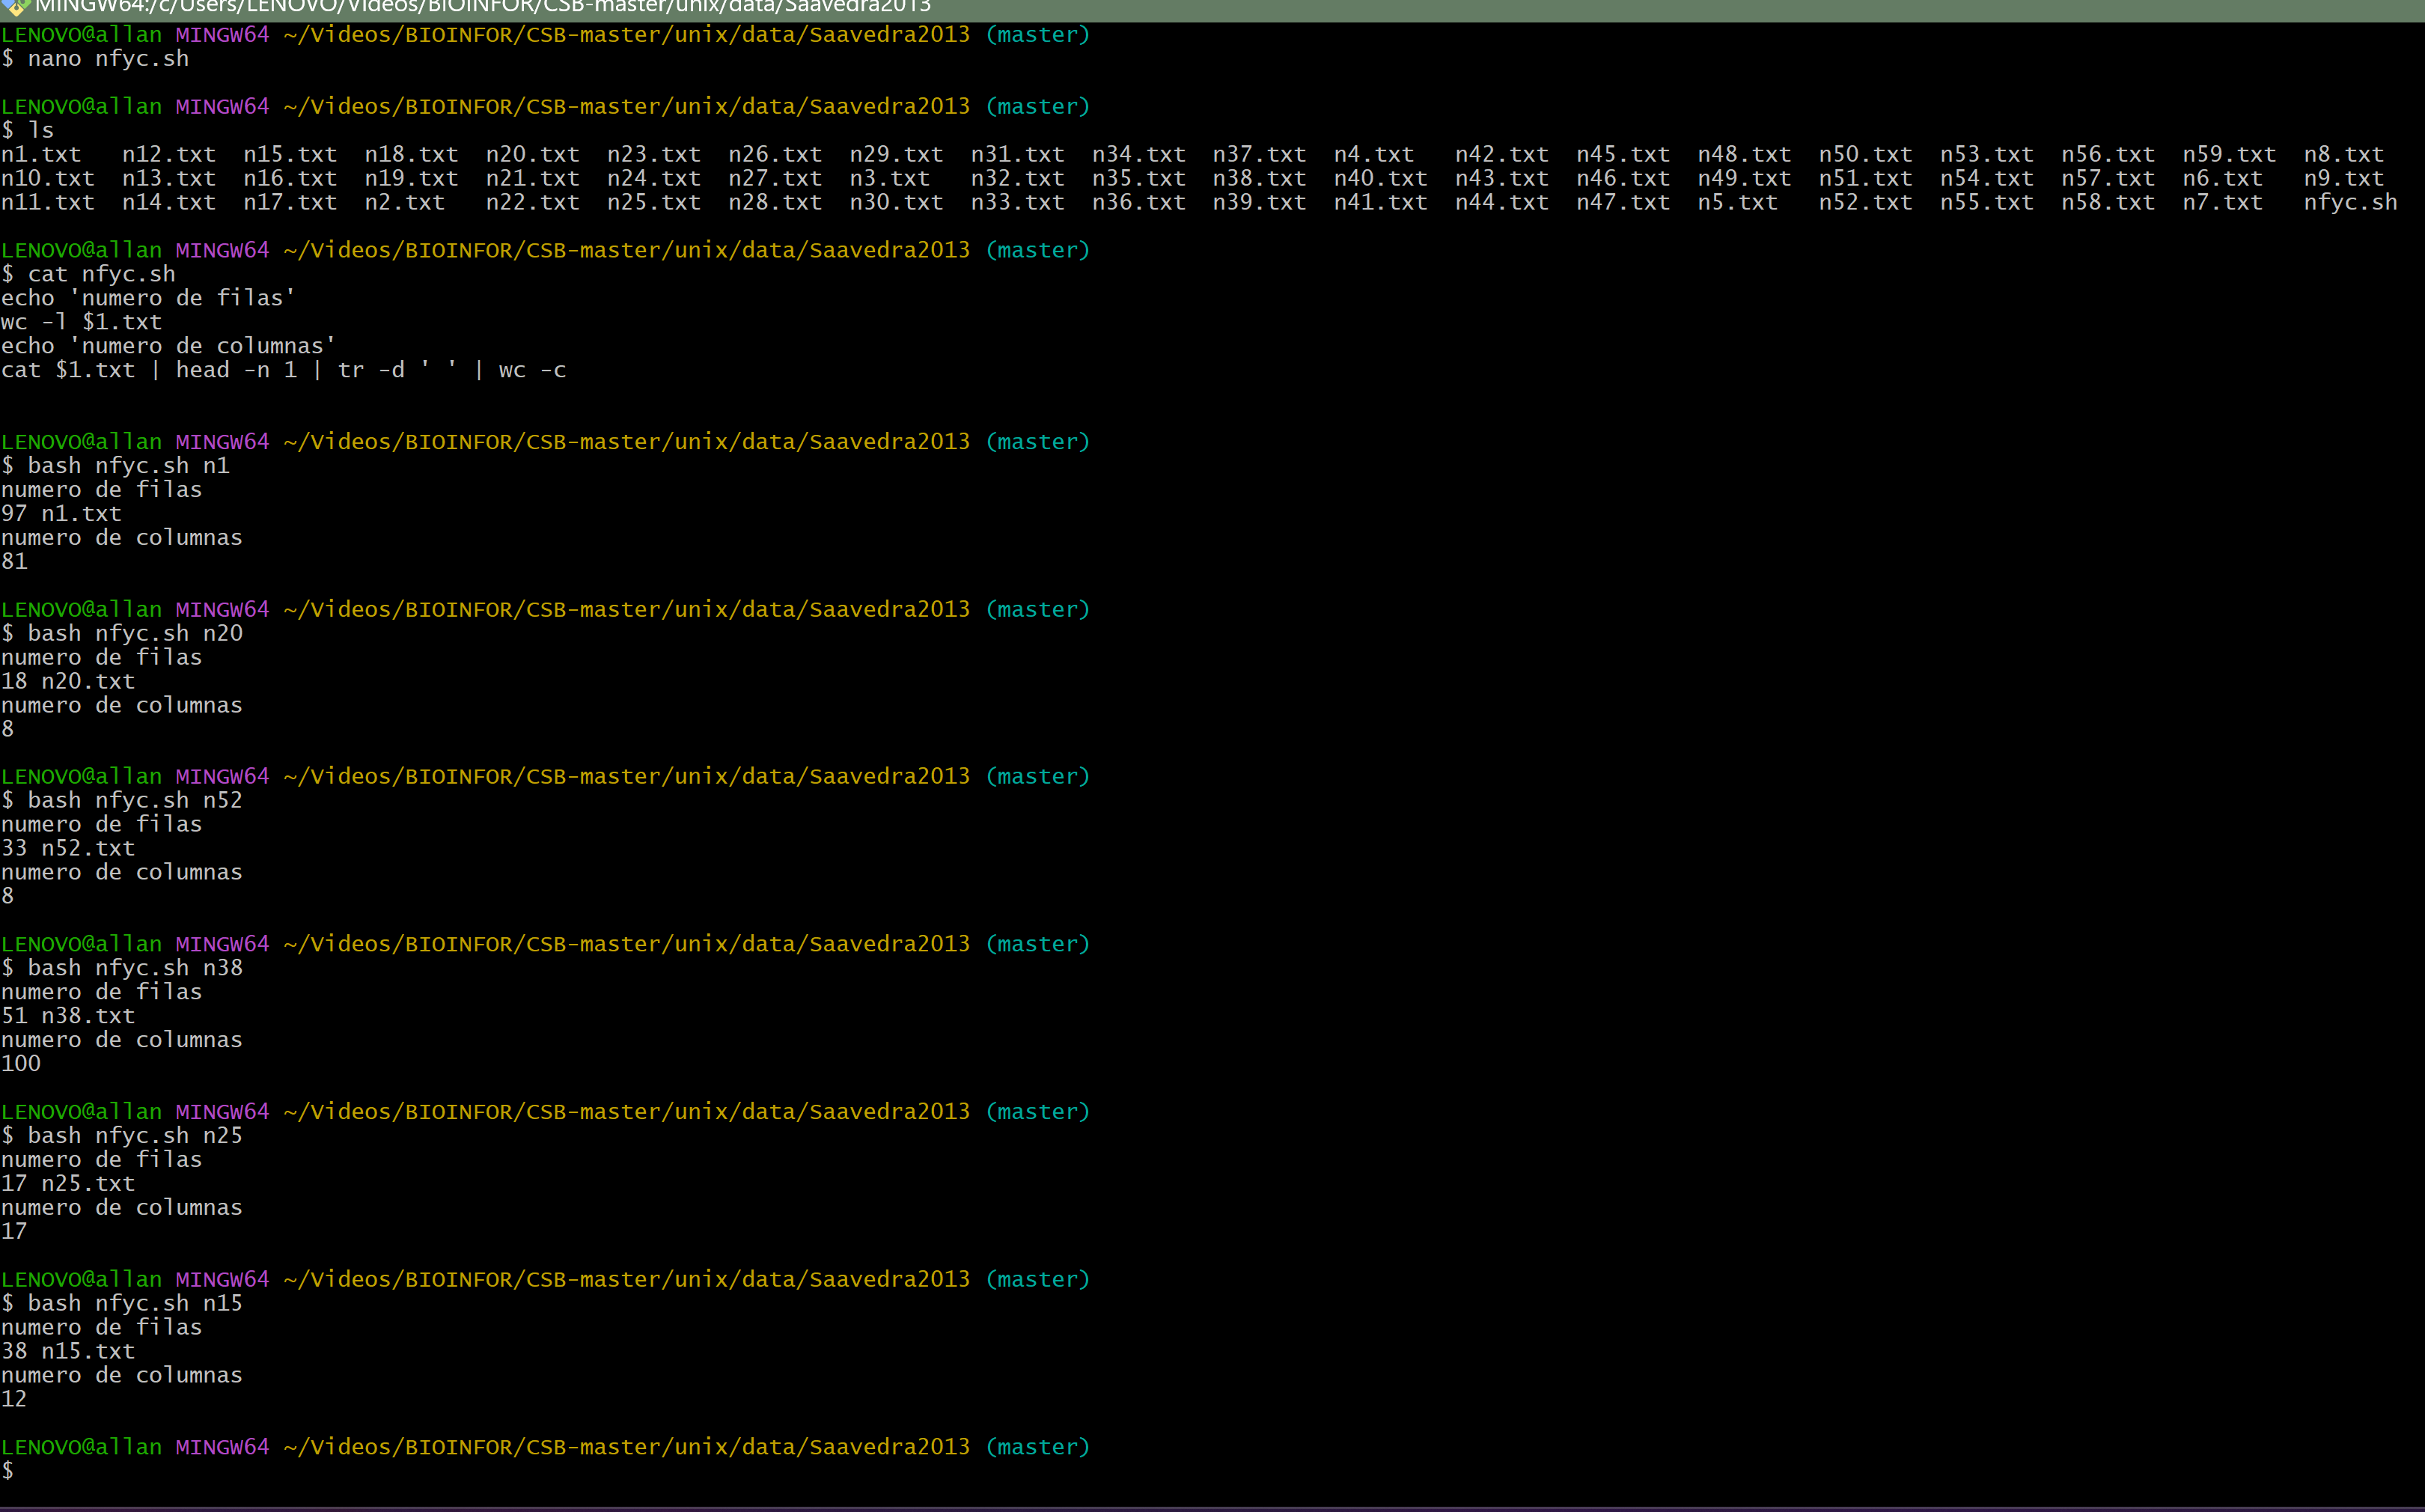 MINGW64:/c/Users/LENOVO/Videos/BIOINFOR/CSB-master/unix/data/Saavedra2013
LENOVO@allan MINGW64 ~/Videos/BIOINFOR/CSB-master/unix/data/Saavedra2013 (master)
$ nano nfyc.sh
LENOVO@allan MINGW64 ~/Videos/BIOINFOR/CSB-master/unix/data/Saavedra2013 (master)
$ ls
n1.txt n12.txt n15.txt n18.txt n20.txt n23.txt n26.txt n29.txt n31.txt n34.txt n37.txt n4.txt n42.txt n45.txt n48.txt n50.txt n53.txt n56.txt n59.txt n8.txt
n10.txt n13.txt n16.txt n19.txt n21.txt n24.txt n27.txt n3.txt n32.txt n35.txt n38.txt n40.txt n43.txt n46.txt n49.txt n51.txt n54.txt n57.txt n6.txt n9.txt
n11.txt n14.txt n17.txt n2.txt n22.txt n25.txt n28.txt n30.txt n33.txt n36.txt n39.txt n41.txt n44.txt n47.txt n5.txt n52.txt n55.txt n58.txt n7.txt nfyc.sh
LENOVO@allan MINGW64 ~/Videos/BIOINFOR/CSB-master/unix/data/Saavedra2013 (master)
$ cat nfyc.sh
echo 'numero de filas'
wc -l $1.txt
echo 'numero de columnas'
cat $1.txt | head -n 1 | tr -d ' ' | wc -c
LENOVO@allan MINGW64 ~/Videos/BIOINFOR/CSB-master/unix/data/Saavedra2013 (master)
$ bash nfyc.sh n1
numero de filas
97 n1.txt
numero de columnas
81
LENOVO@allan MINGW64 ~/Videos/BIOINFOR/CSB-master/unix/data/Saavedra2013 (master)
$ bash nfyc.sh n20
numero de filas
18 n20.txt
numero de columnas
8
LENOVO@allan MINGW64 ~/Videos/BIOINFOR/CSB-master/unix/data/Saavedra2013 (master)
$ bash nfyc.sh n52
numero de filas
33 n52.txt
numero de columnas
8
LENOVO@allan MINGW64 ~/Videos/BIOINFOR/CSB-master/unix/data/Saavedra2013 (master)
$ bash nfyc.sh n38
numero de filas
51 n38.txt
numero de columnas
100
LENOVO@allan MINGW64 ~/Videos/BIOINFOR/CSB-master/unix/data/Saavedra2013 (master)
$ bash nfyc.sh n25
numero de filas
17 n25.txt
numero de columnas
17
LENOVO@allan MINGW64 ~/Videos/BIOINFOR/CSB-master/unix/data/Saavedra2013 (master)
$ bash nfyc.sh n15
numero de filas
38 n15.txt
numero de columnas
12
LENOVO@allan MINGW64 ~/Videos/BIOINFOR/CSB-master/unix/data/Saavedra2013 (master)
$